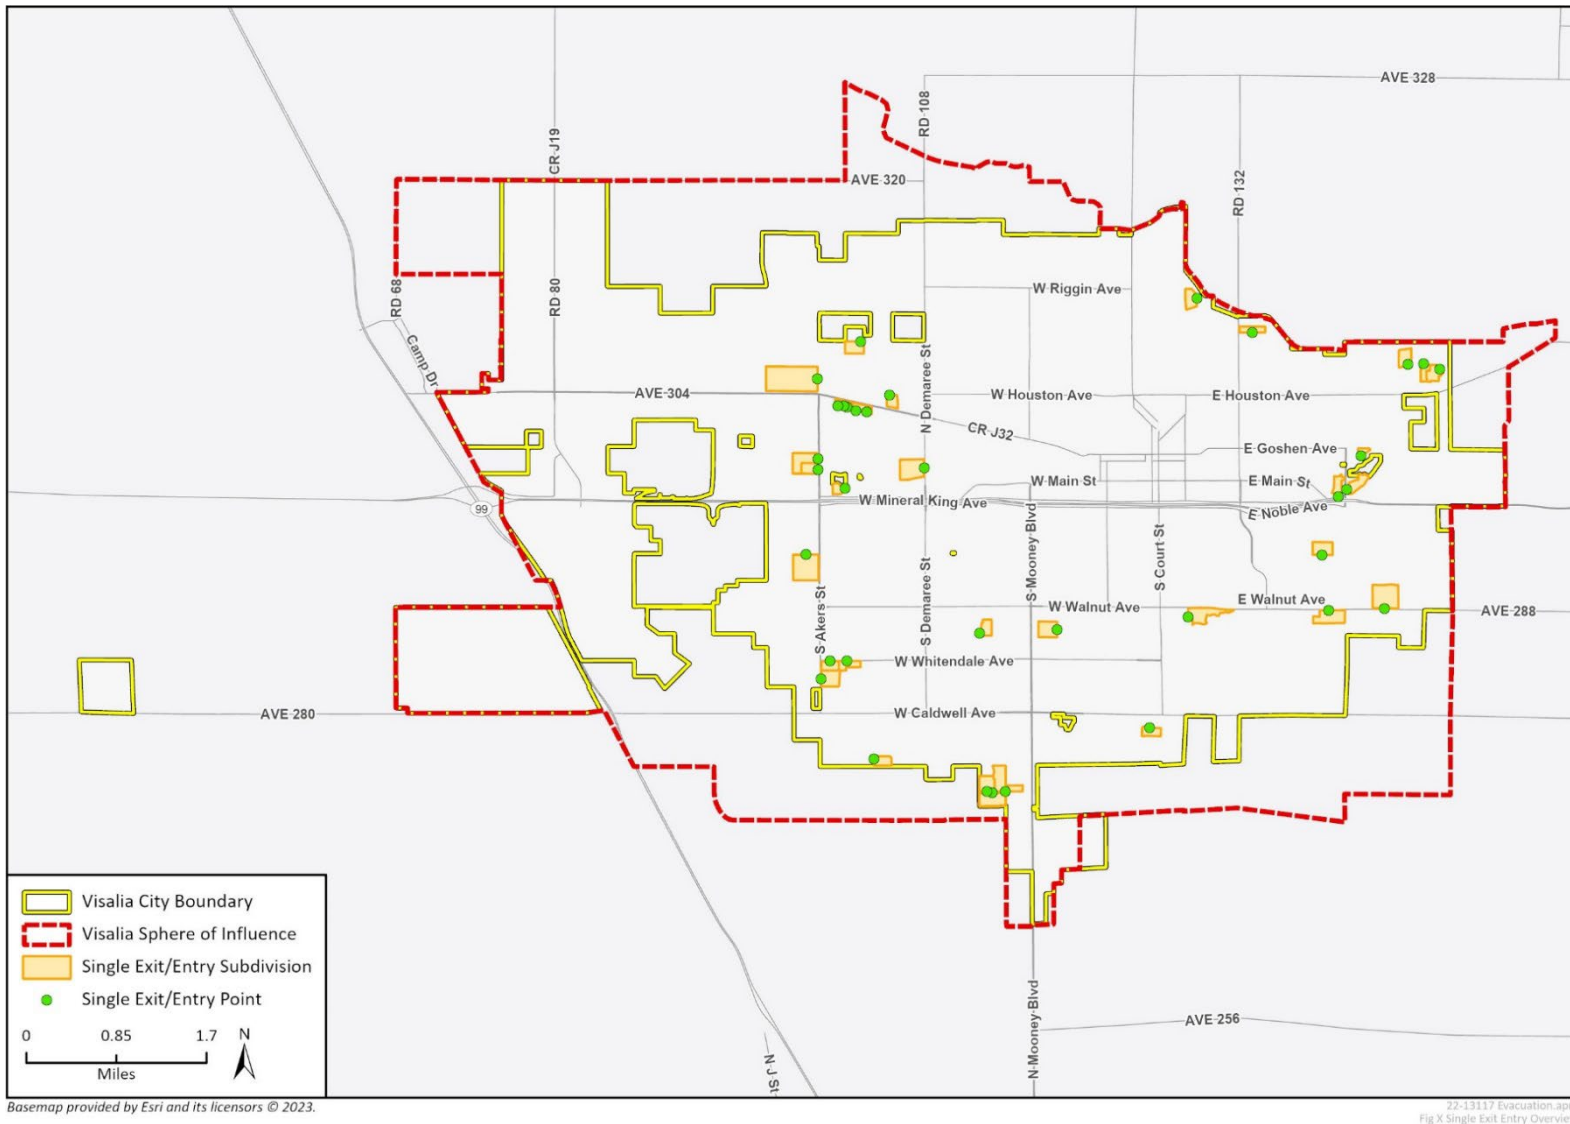 AVE 328
RD 108
CR J19
RD 132
AVE 320
W Riggin Ave
RD 68
RD 80
Camp Dr
N Demaree St
AVE 304
W Houston Ave
E Houston Ave
CR J32
E Goshen Ave
W Main St
E Main St
W Mineral King Ave
E Noble Ave
99
S Mooney Blvd
S Court St
S Akers St
S Demaree St
W Walnut Ave
E Walnut Ave
AVE 288
W Whitendale Ave
AVE 280
W Caldwell Ave
Visalia City Boundary
Visalia Sphere of Influence
Single Exit/Entry Subdivision
Single Exit/Entry Point
0 0.85 1.7
N
Miles
N Mooney Blvd
AVE 256
N J St
Basemap provided by Esri and its licensors © 2023.
22-13117 Evacuation.apr
Fig X Single Exit Entry Overview